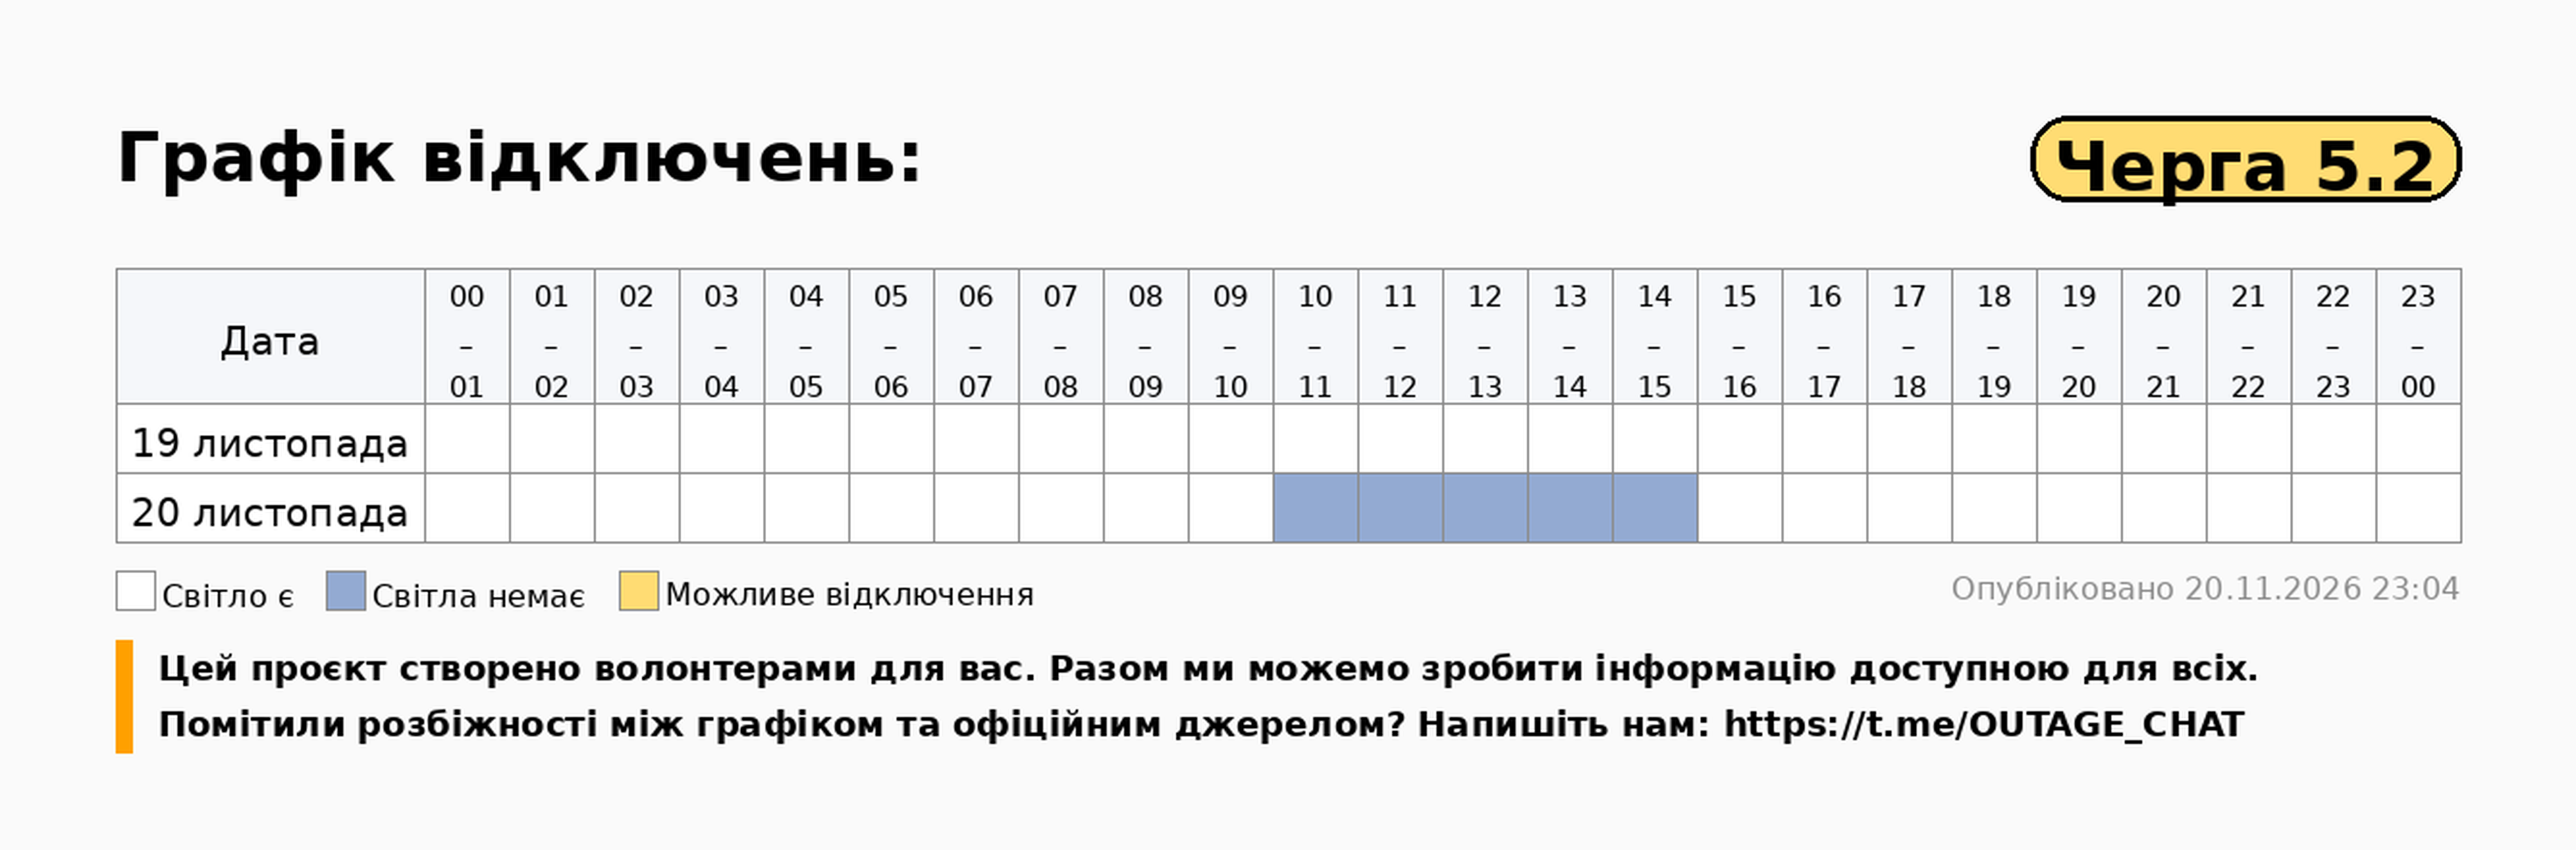 Графік відключень:
Черга 5.2
Дата
00 – 01
01 – 02
02 – 03
03 – 04
04 – 05
05 – 06
06 – 07
07 – 08
08 – 09
09 – 10
10 – 11
11 – 12
12 – 13
13 – 14
14 – 15
15 – 16
16 – 17
17 – 18
18 – 19
19 – 20
20 – 21
21 – 22
22 – 23
23 – 00
19 листопада
20 листопада
Світло є
Світла немає
Можливе відключення
Опубліковано 20.11.2026 23:04
Цей проєкт створено волонтерами для вас. Разом ми можемо зробити інформацію доступною для всіх.
Помітили розбіжності між графіком та офіційним джерелом? Напишіть нам: https://t.me/OUTAGE_CHAT